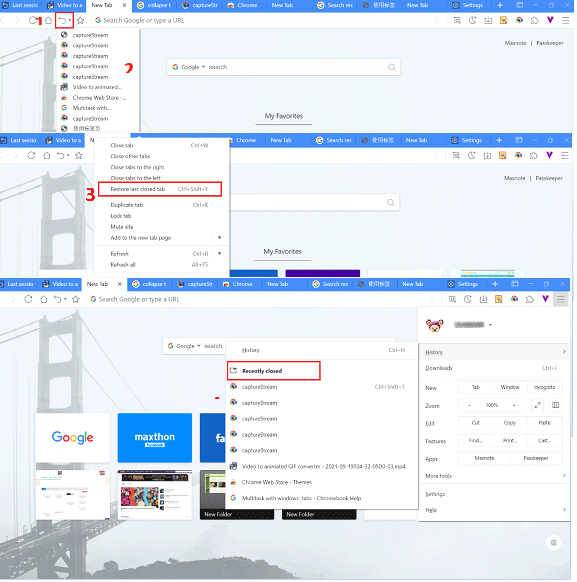 Last sessio Video to a New Tab collapse t captureStr Chrome New Tab Search res 使用标签 New Tab Settings
1
Search Google or type a URL
captureStream
captureStream
captureStream
captureStream
captureStream
Video to animated...
Chrome Web Store -...
Multitask with...
captureStream
使用标签页
2
Maxnote | Passkeeper
Google search
My Favorites
Last sessio Video to a Ne Chrome New Tab Search res 使用标签 New Tab Settings
Close tab Ctrl+W
Close other tabs
Close tabs to the right
Close tabs to the left
3
Restore last closed tab Ctrl+Shift+T
Duplicate tab Ctrl+K
Lock tab
Mute site
Add to the new tab page
Refresh Ctrl+R
Refresh all Alt+F5
Maxnote | Passkeeper
My Favorites
Last sessio Video to a New Tab collapse t captureStr Chrome New Tab Search res 使用标签 New Tab Settings
Search Google or type a URL
Google search
History Ctrl+H
Recently closed
captureStream Ctrl+Shift+T
captureStream
captureStream
captureStream
captureStream
Video to animated GIF converter - 2021-09-19T04-32-05D0-03.mp4
Chrome Web Store - Themes
Multitask with windows_tabs - Chromebook Help
History
Downloads Ctrl+J
New Tab Window Incognito
Zoom - 100% +
Edit Cut Copy Paste
Features Find... Print... Cast...
Apps Maxnote Passkeeper
More tools
Settings
Help
Google
maxthon
facebook
fa
New Folder
New Folder